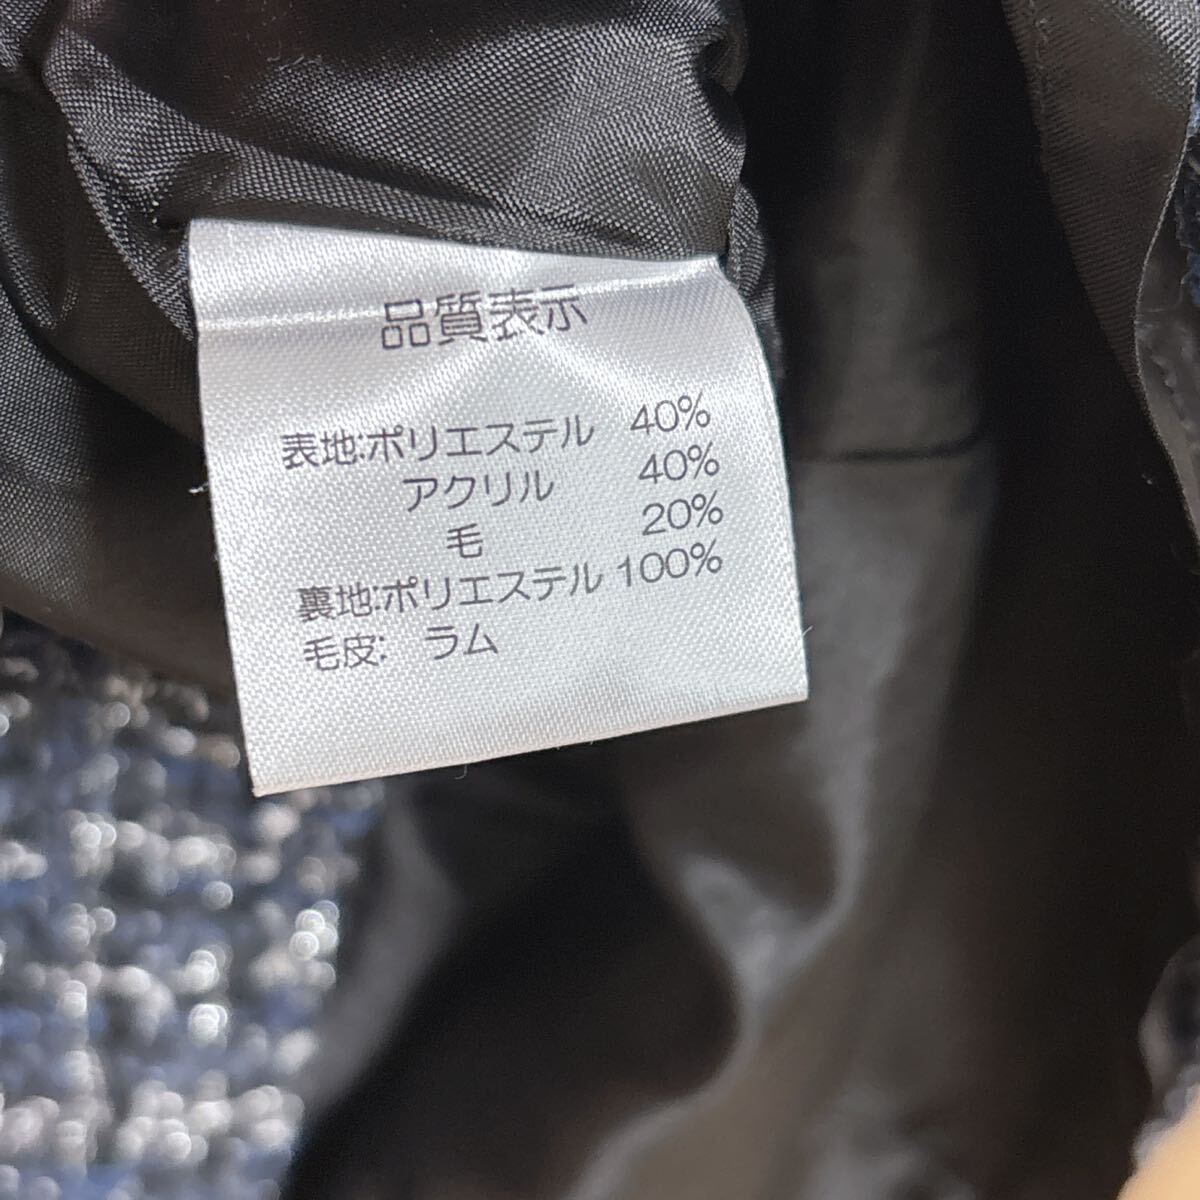 品質表示
表地:ポリエステル 40%
アクリル 40%
毛 20%
裏地:ポリエステル 100%
毛皮: ラム